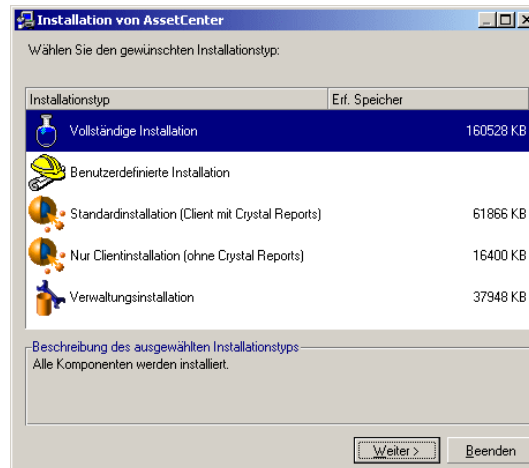 Installation von AssetCenter
Wählen Sie den gewünschten Installationstyp:
Installationstyp Erf. Speicher
Vollständige Installation 160528 KB
Benutzerdefinierte Installation
Standardinstallation (Client mit Crystal Reports) 61866 KB
Nur Clientinstallation (ohne Crystal Reports) 16400 KB
Verwaltungsinstallation 37948 KB
Beschreibung des ausgewählten Installationstyps
Alle Komponenten werden installiert.
Weiter > Beenden